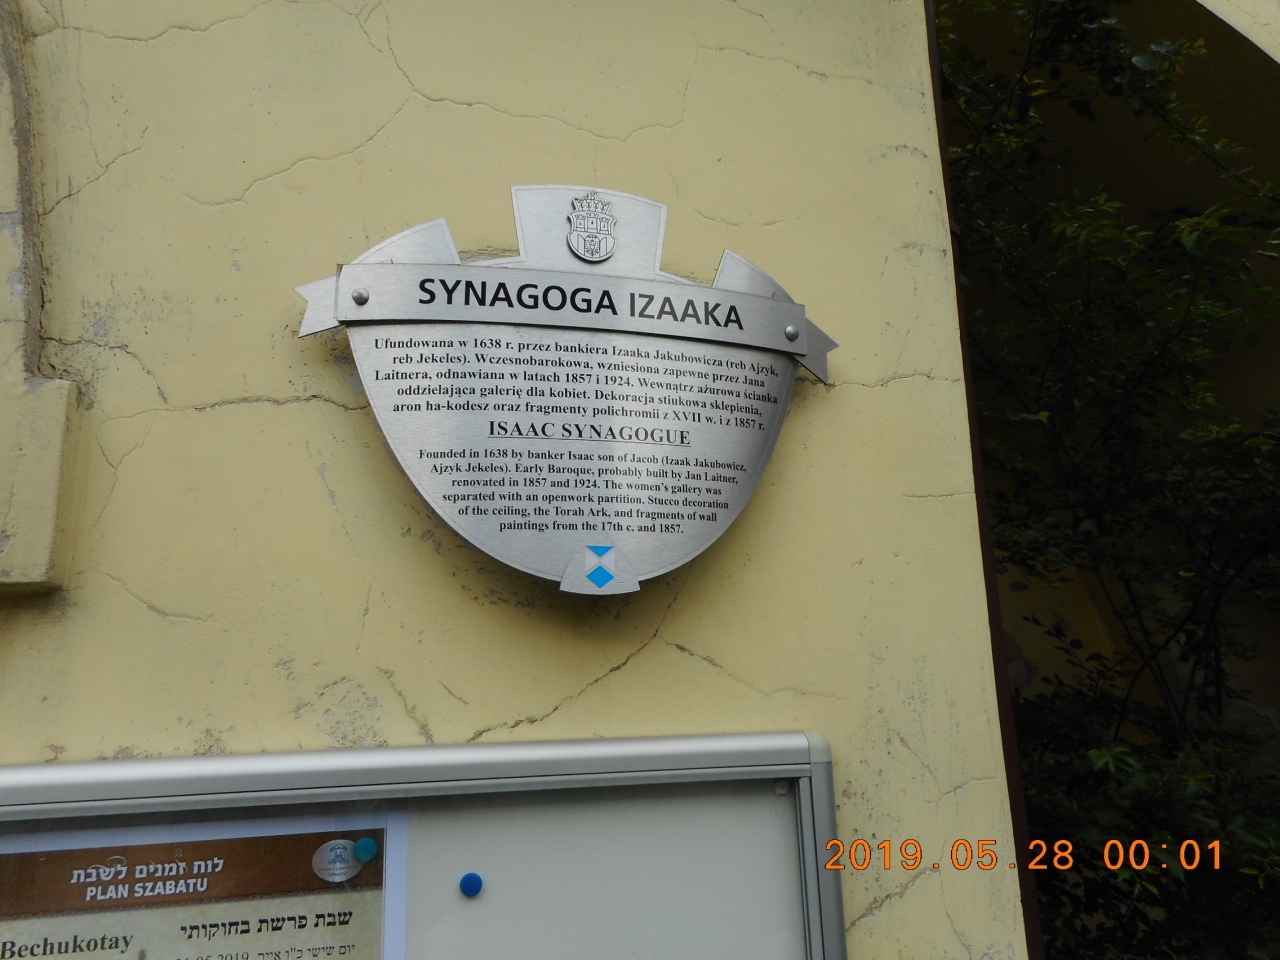 SYNAGOGA IZAAKA
Ufundowana w 1638 r. przez bankiera Izaaka Jakubowicza (reb Ajzyk,
reb Jekeles). Wczesnobarokowa, wzniesiona zapewne przez Jana
Laitnera, odnawiana w latach 1857 i 1924. Wewnątrz ażurowa ścianka
oddzielająca galerię dla kobiet. Dekoracja stiukowa sklepienia,
aron ha-kodesz oraz fragmenty polichromii z XVII w. i z 1857 r.
ISAAC SYNAGOGUE
Founded in 1638 by banker Isaac son of Jacob (Izaak Jakubowicz,
Ajzyk Jekeles). Early Baroque, probably built by Jan Laitner,
renovated in 1857 and 1924. The women's gallery was
separated with an openwork partition. Stucco decoration
of the ceiling, the Torah Ark, and fragments of wall
paintings from the 17th c. and 1857.
לוח זמנים לשבת
PLAN SZABATU
שבת פרשת בחוקותי
Bechukotay
יום שישי כ"ו אייר,
05.2019
2019.05.28 00:01